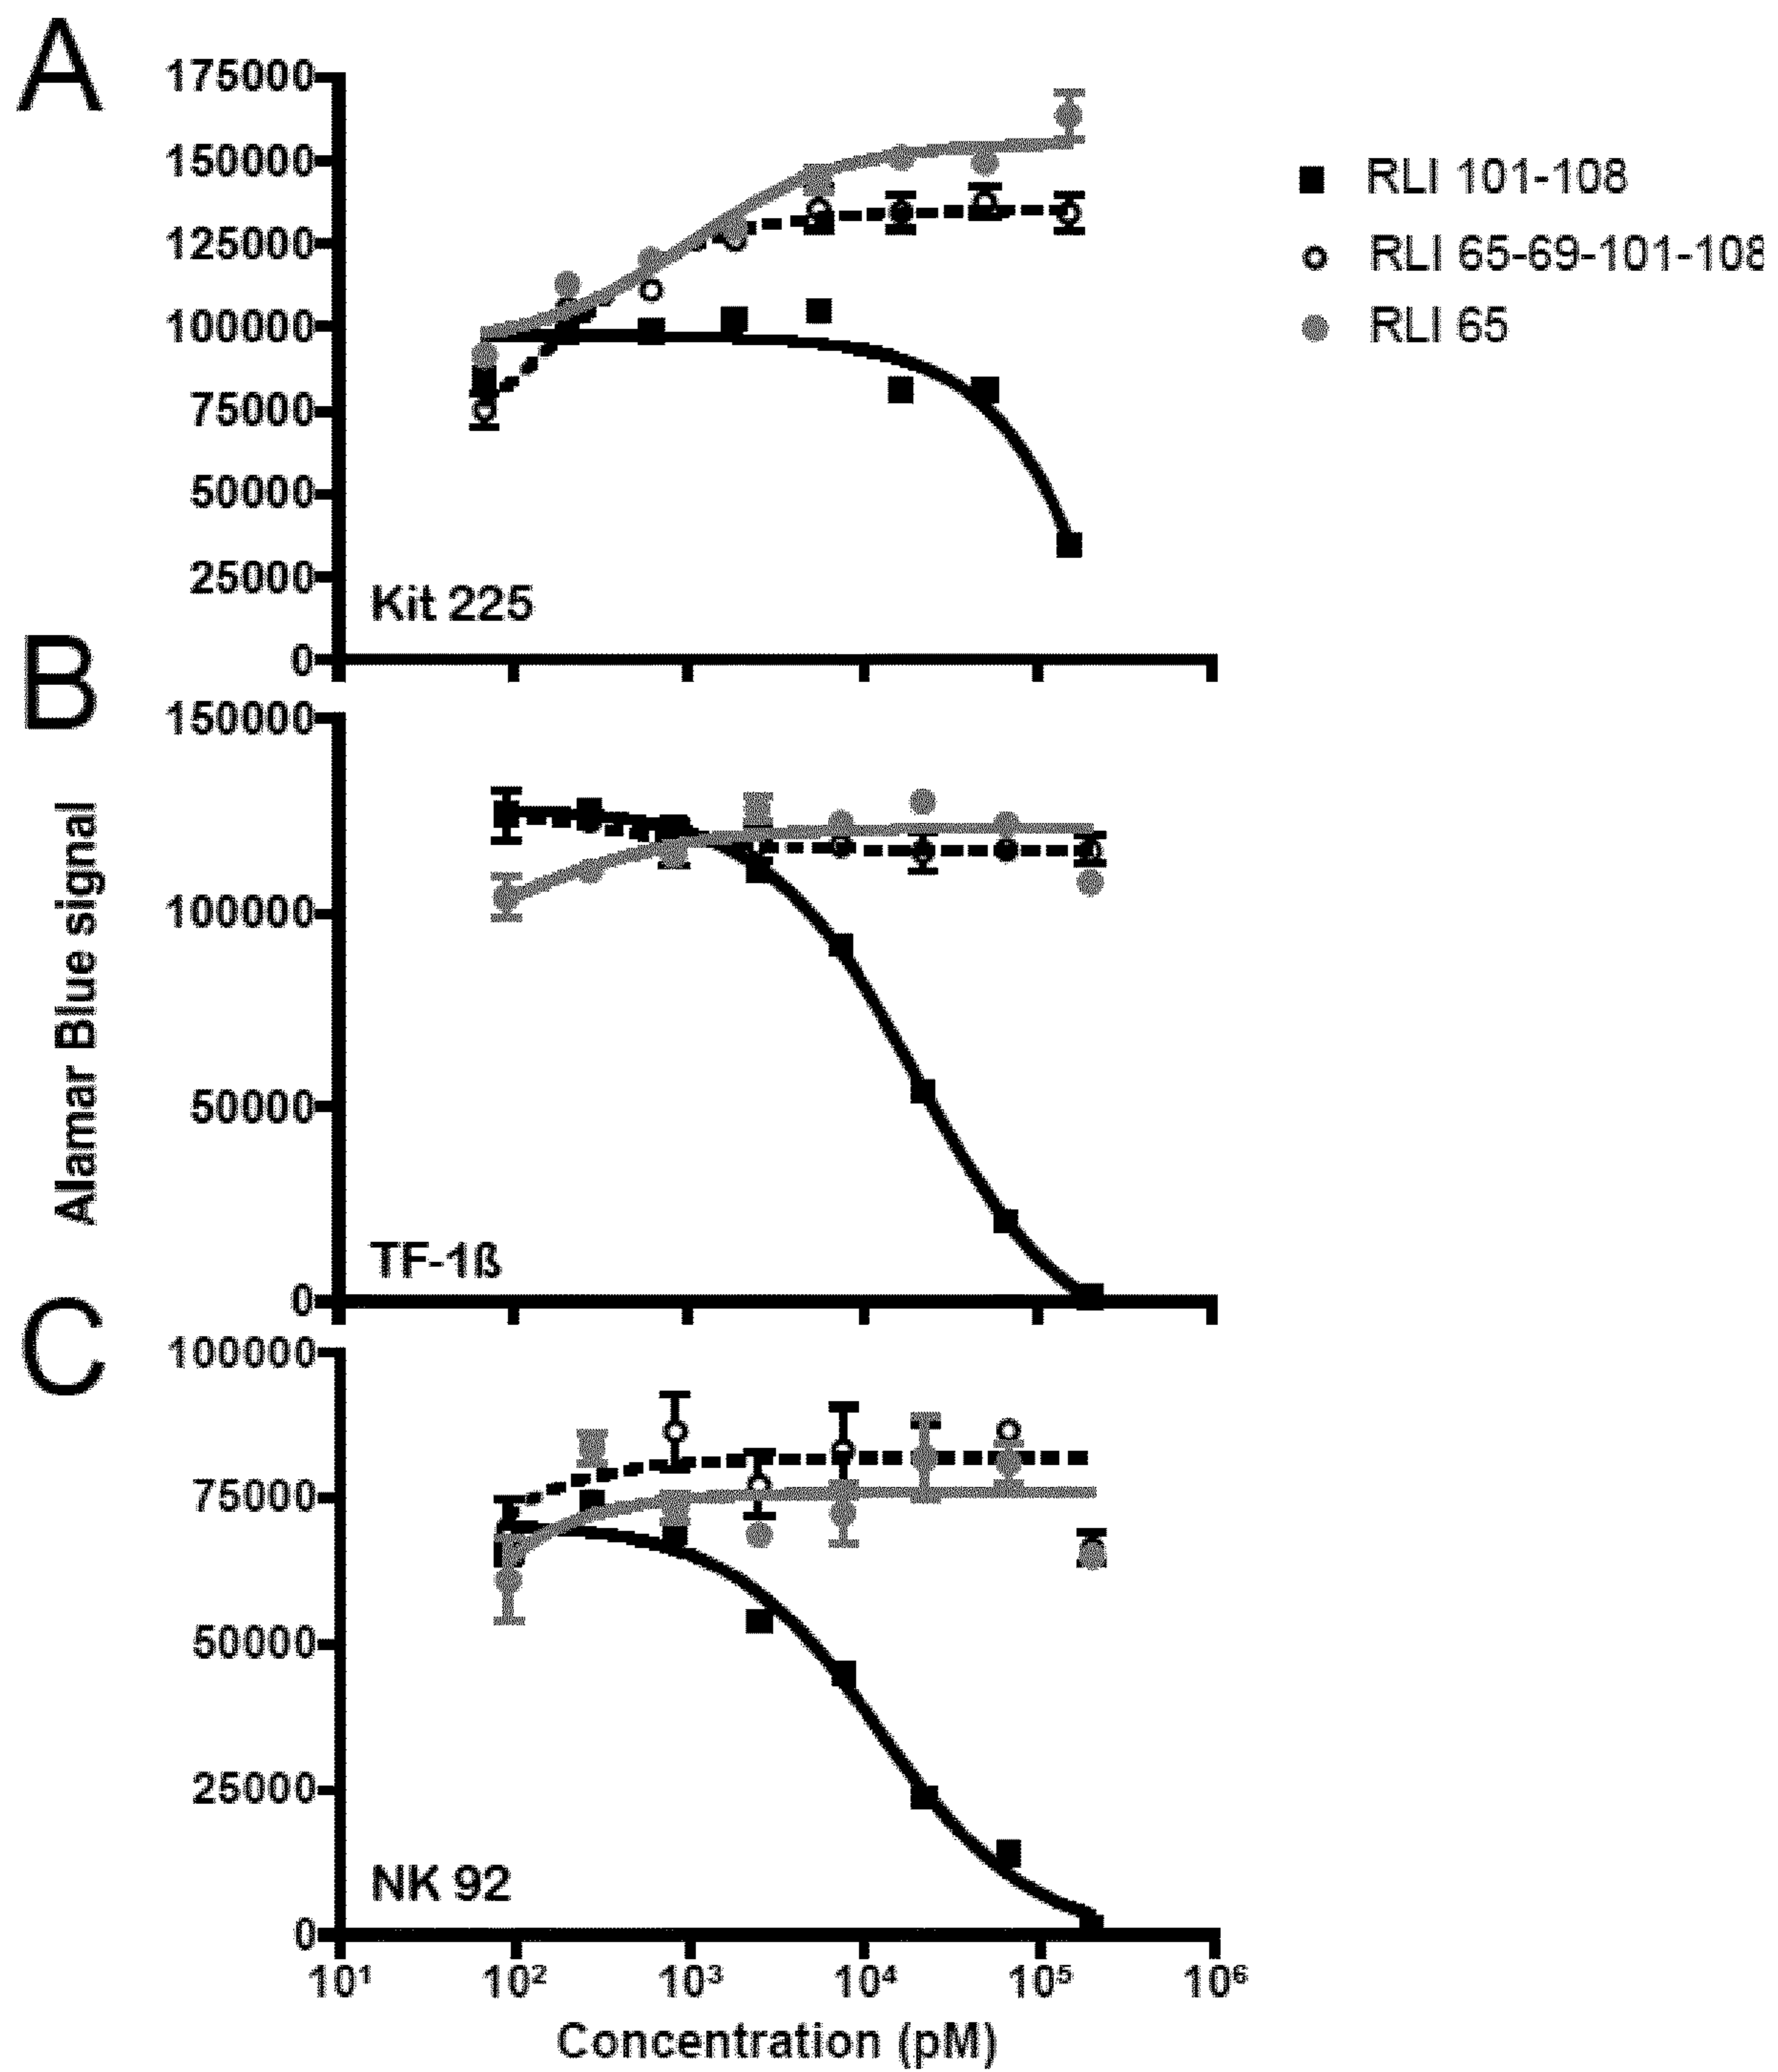 A
175000
150000
125000
100000
75000
50000
25000
0
Kit 225
RLI 101-108
RLI 65-69-101-108
RLI 65
B
150000
100000
50000
0
TF-1ß
Alamar Blue signal
C
100000
75000
50000
25000
0
NK 92
10¹ 10² 10³ 10⁴ 10⁵ 10⁶
Concentration (pM)